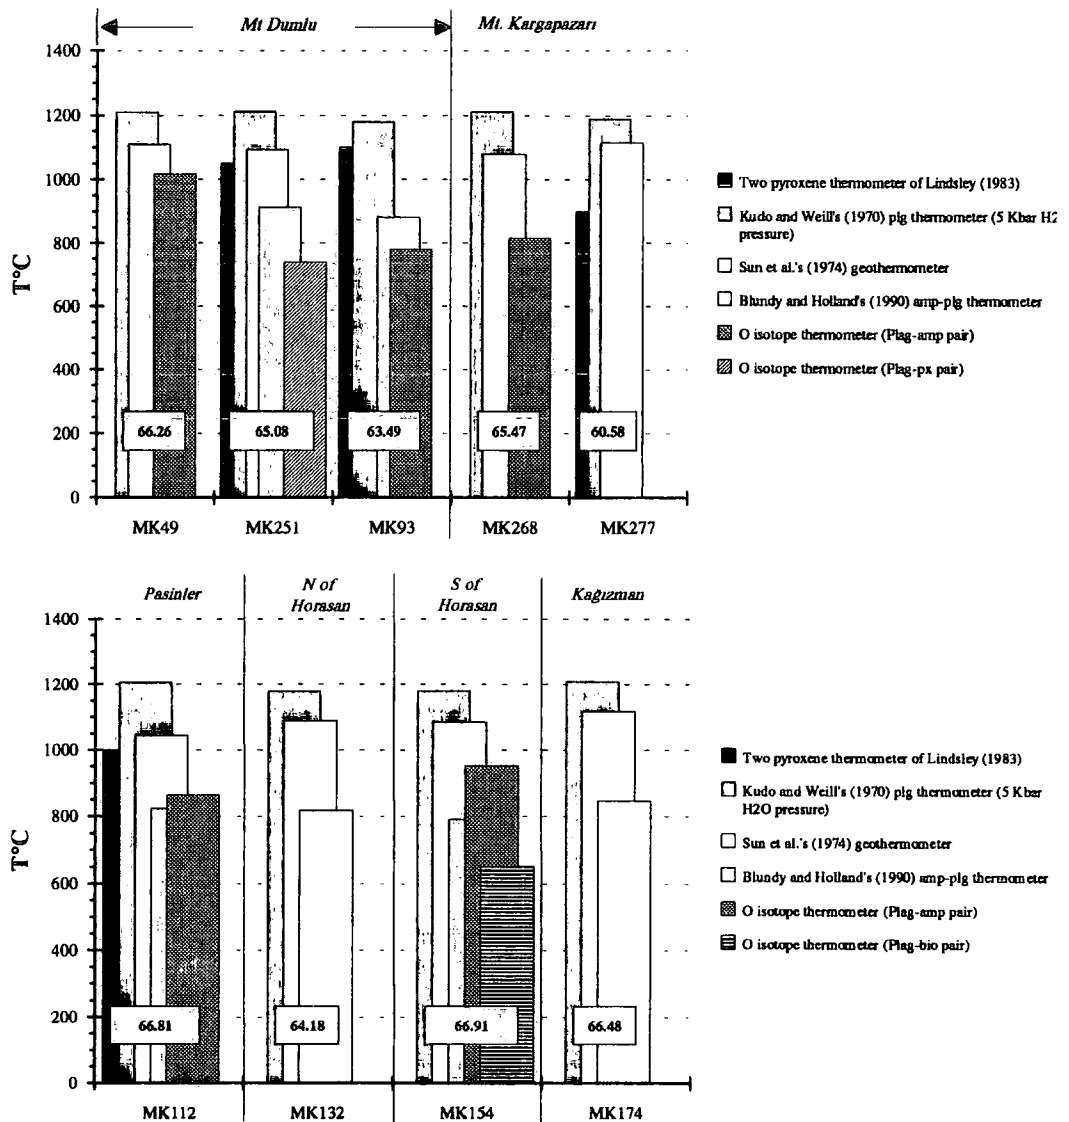 Mt Dumlu
Mt. Kargapazarı
1400
1200
1000
800
600
400
200
0
T°C
66.26
65.08
63.49
65.47
60.58
MK49
MK251
MK93
MK268
MK277
Two pyroxene thermometer of Lindsley (1983)
Kudo and Weill's (1970) plg thermometer (5 Kbar H2
pressure)
Sun et al.'s (1974) geothermometer
Blundy and Holland's (1990) amp-plg thermometer
O isotope thermometer (Plag-amp pair)
O isotope thermometer (Plag-px pair)
Pasinler
N of
Horasan
S of
Horasan
Kağızman
1400
1200
1000
800
600
400
200
0
T°C
66.81
64.18
66.91
66.48
MK112
MK132
MK154
MK174
Two pyroxene thermometer of Lindsley (1983)
Kudo and Weill's (1970) plg thermometer (5 Kbar
H2O pressure)
Sun et al.'s (1974) geothermometer
Blundy and Holland's (1990) amp-plg thermometer
O isotope thermometer (Plag-amp pair)
O isotope thermometer (Plag-bio pair)